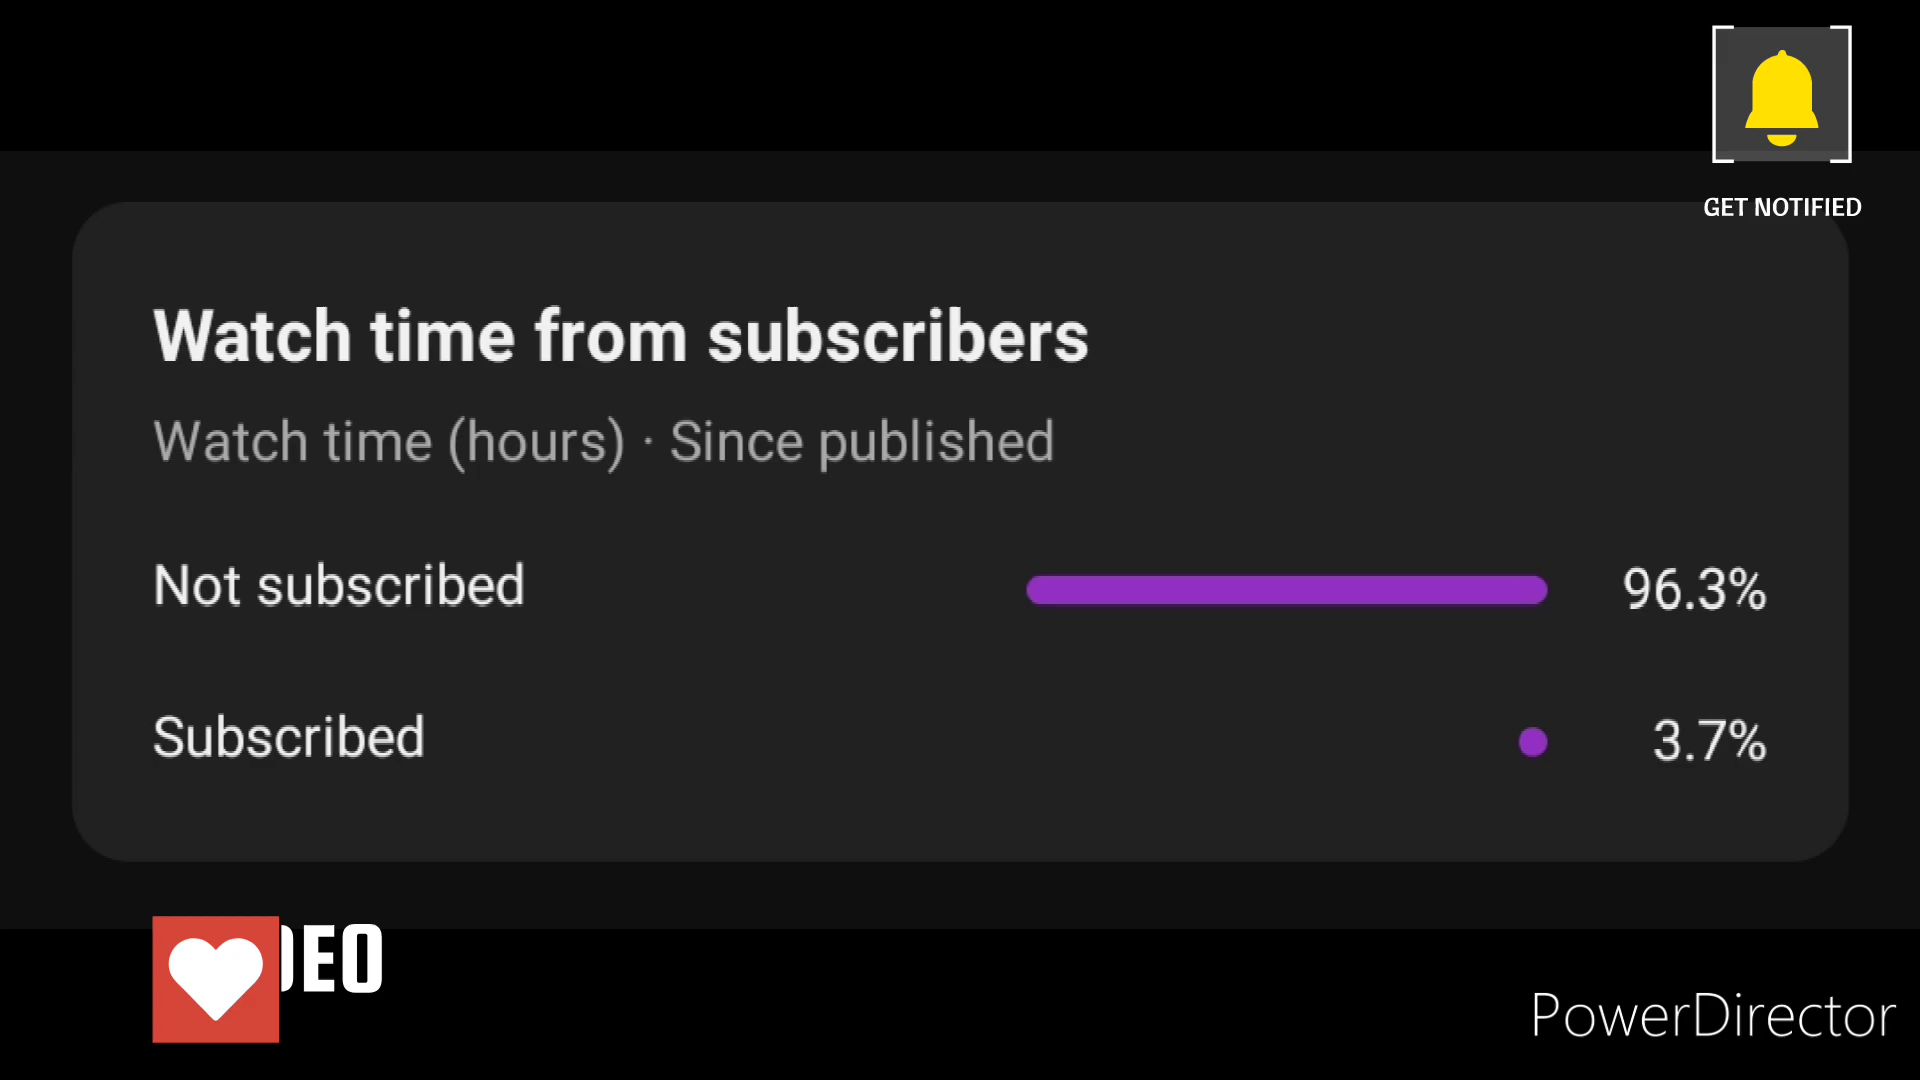 GET NOTIFIED
Watch time from subscribers
Watch time (hours) · Since published
Not subscribed 96.3%
Subscribed 3.7%
DEO
PowerDirector